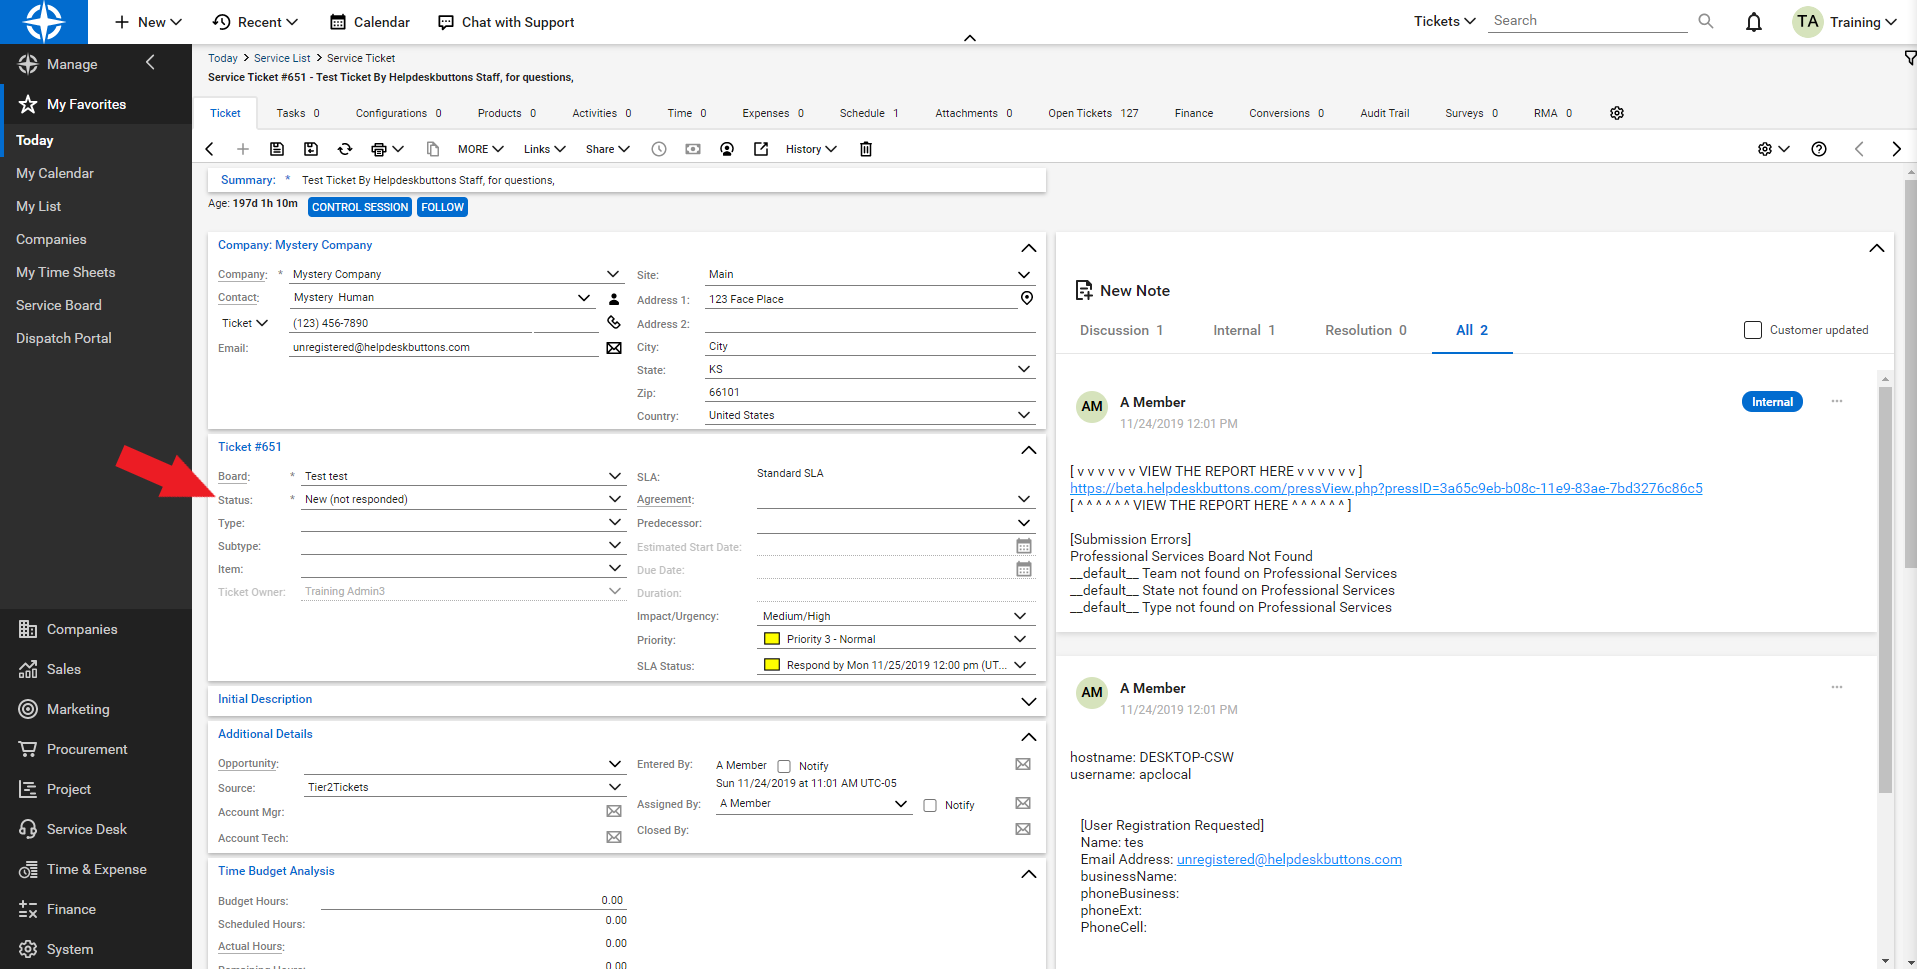 New
Recent
Calendar
Chat with Support
Tickets
Search
TA
Training
Manage
My Favorites
Today
My Calendar
My List
Companies
My Time Sheets
Service Board
Dispatch Portal
Companies
Sales
Marketing
Procurement
Project
Service Desk
Time & Expense
Finance
System
Today > Service List > Service Ticket
Service Ticket #651 - Test Ticket By Helpdeskbuttons Staff, for questions,
Ticket
Tasks 0
Configurations 0
Products 0
Activities 0
Time 0
Expenses 0
Schedule 1
Attachments 0
Open Tickets 127
Finance
Conversions 0
Audit Trail
Surveys 0
RMA 0
MORE
Links
Share
History
Summary: * Test Ticket By Helpdeskbuttons Staff, for questions,
Age: 197d 1h 10m
CONTROL SESSION
FOLLOW
Company: Mystery Company
Company: * Mystery Company
Contact: Mystery Human
Ticket (123) 456-7890
Email: unregistered@helpdeskbuttons.com
Site: Main
Address 1: 123 Face Place
Address 2:
City: City
State: KS
Zip: 66101
Country: United States
Ticket #651
Board: * Test test
Status: * New (not responded)
Type:
Subtype:
Item:
Ticket Owner: Training Admin3
SLA: Standard SLA
Agreement:
Predecessor:
Estimated Start Date:
Due Date:
Duration:
Impact/Urgency: Medium/High
Priority: Priority 3 - Normal
SLA Status: Respond by Mon 11/25/2019 12:00 pm (UT...
Initial Description
Additional Details
Opportunity:
Source: Tier2Tickets
Account Mgr:
Account Tech:
Entered By: A Member Notify
Sun 11/24/2019 at 11:01 AM UTC-05
Assigned By: A Member Notify
Closed By:
Time Budget Analysis
Budget Hours: 0.00
Scheduled Hours: 0.00
Actual Hours: 0.00
Remaining Hours: 0.00
New Note
Discussion 1
Internal 1
Resolution 0
All 2
Customer updated
AM
A Member
11/24/2019 12:01 PM
Internal
[ v v v v v v VIEW THE REPORT HERE v v v v v v ]
https://beta.helpdeskbuttons.com/pressView.php?pressID=3a65c9eb-b08c-11e9-83ae-7bd3276c86c5
[ ^ ^ ^ ^ ^ ^ VIEW THE REPORT HERE ^ ^ ^ ^ ^ ^ ]
[Submission Errors]
Professional Services Board Not Found
__default__ Team not found on Professional Services
__default__ State not found on Professional Services
__default__ Type not found on Professional Services
AM
A Member
11/24/2019 12:01 PM
hostname: DESKTOP-CSW
username: apclocal
[User Registration Requested]
Name: tes
Email Address: unregistered@helpdeskbuttons.com
businessName:
phoneBusiness:
phoneExt:
PhoneCell: